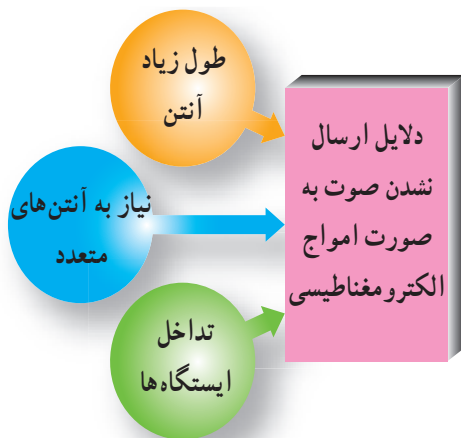 طول زیاد
آنتن
دلایل ارسال
نشدن صوت به
صورت امواج
الکترومغناطیسی
نیاز به آنتن‌های
متعدد
تداخل
ایستگاه‌ها